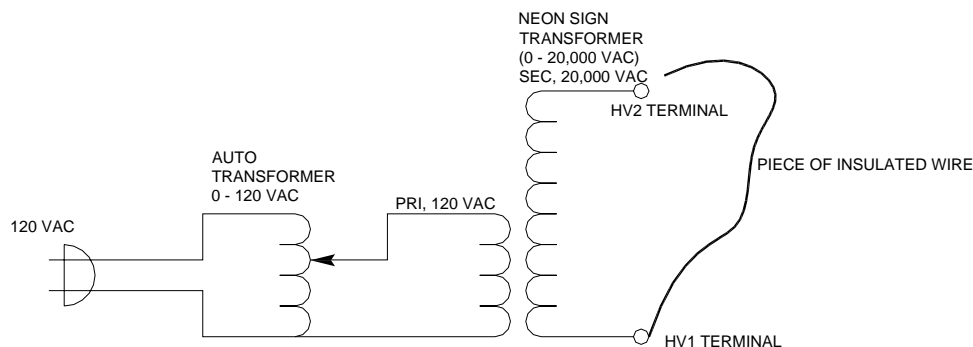 NEON SIGN
TRANSFORMER
(0 - 20,000 VAC)
SEC, 20,000 VAC
HV2 TERMINAL
PIECE OF INSULATED WIRE
AUTO
TRANSFORMER
0 - 120 VAC
PRI, 120 VAC
120 VAC
HV1 TERMINAL